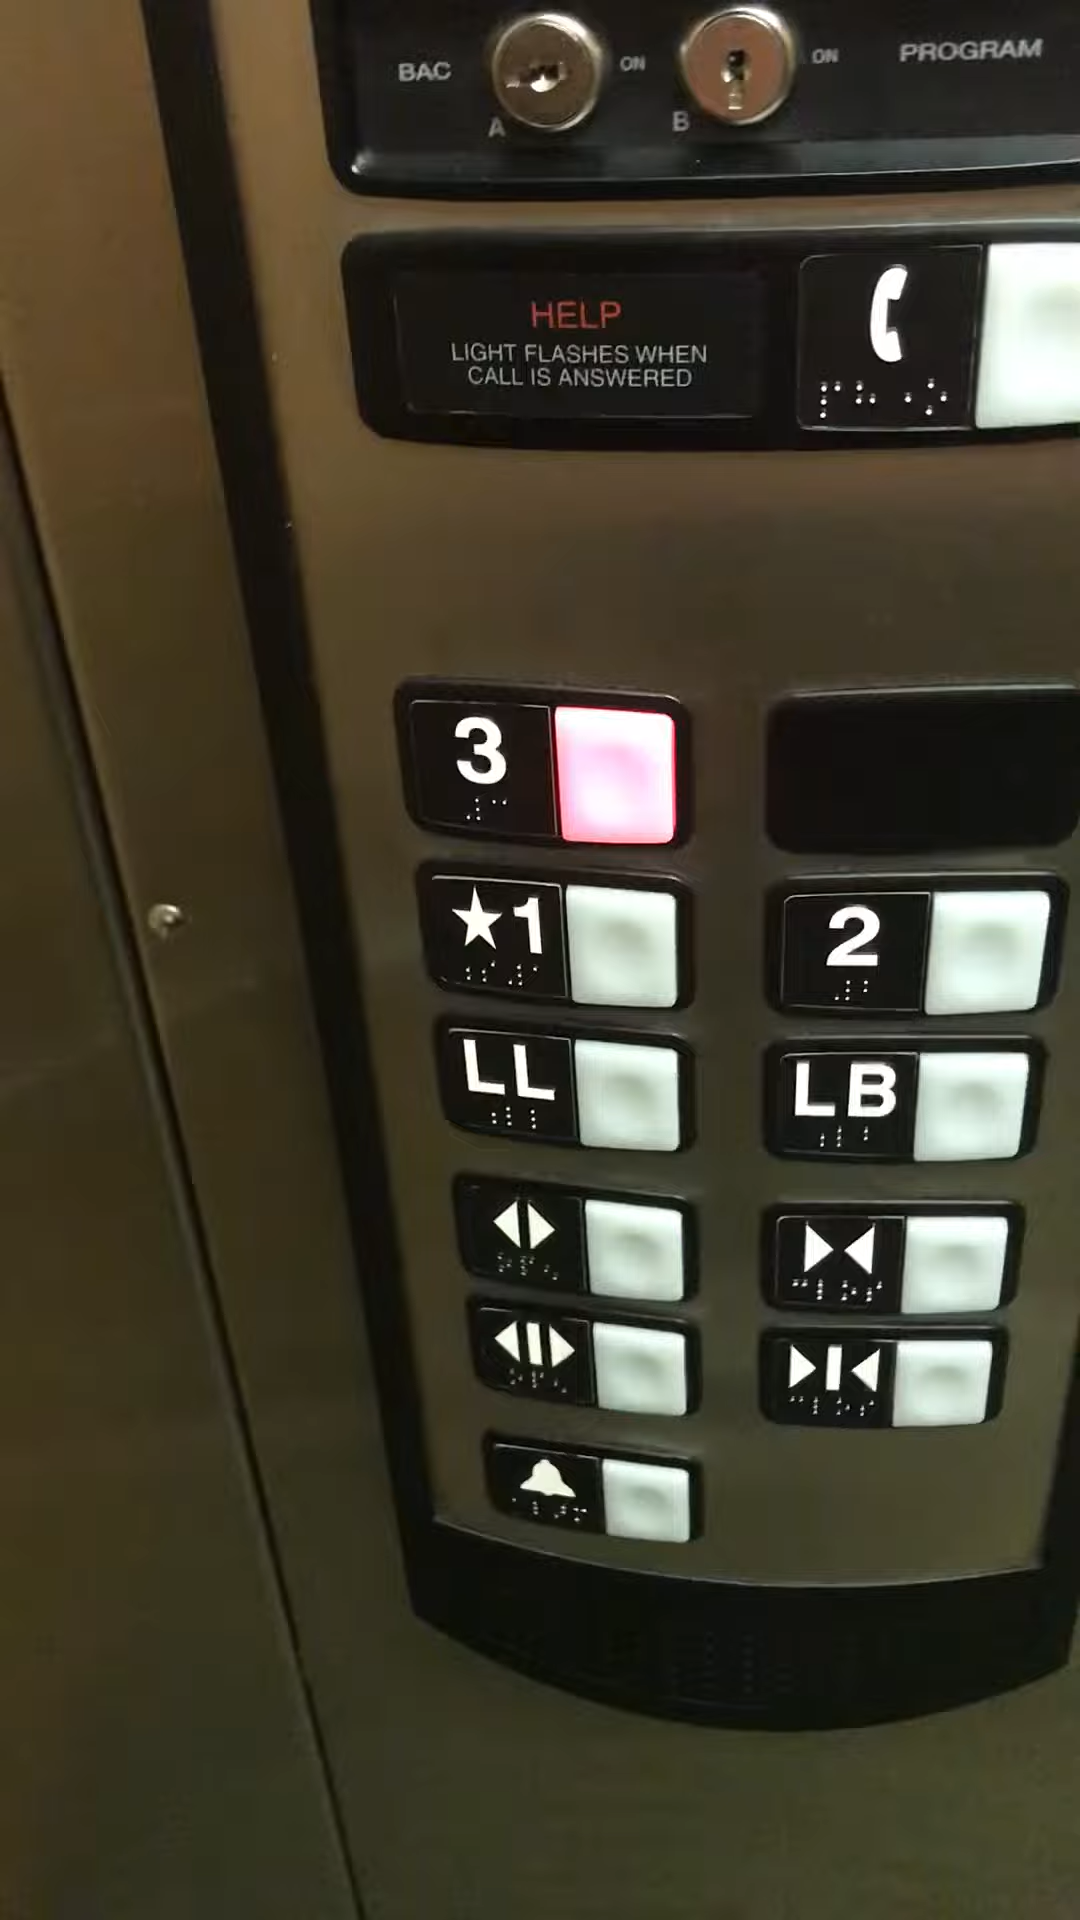 BAC ON ON PROGRAM
A B
HELP
LIGHT FLASHES WHEN
CALL IS ANSWERED
3
★1 2
LL LB